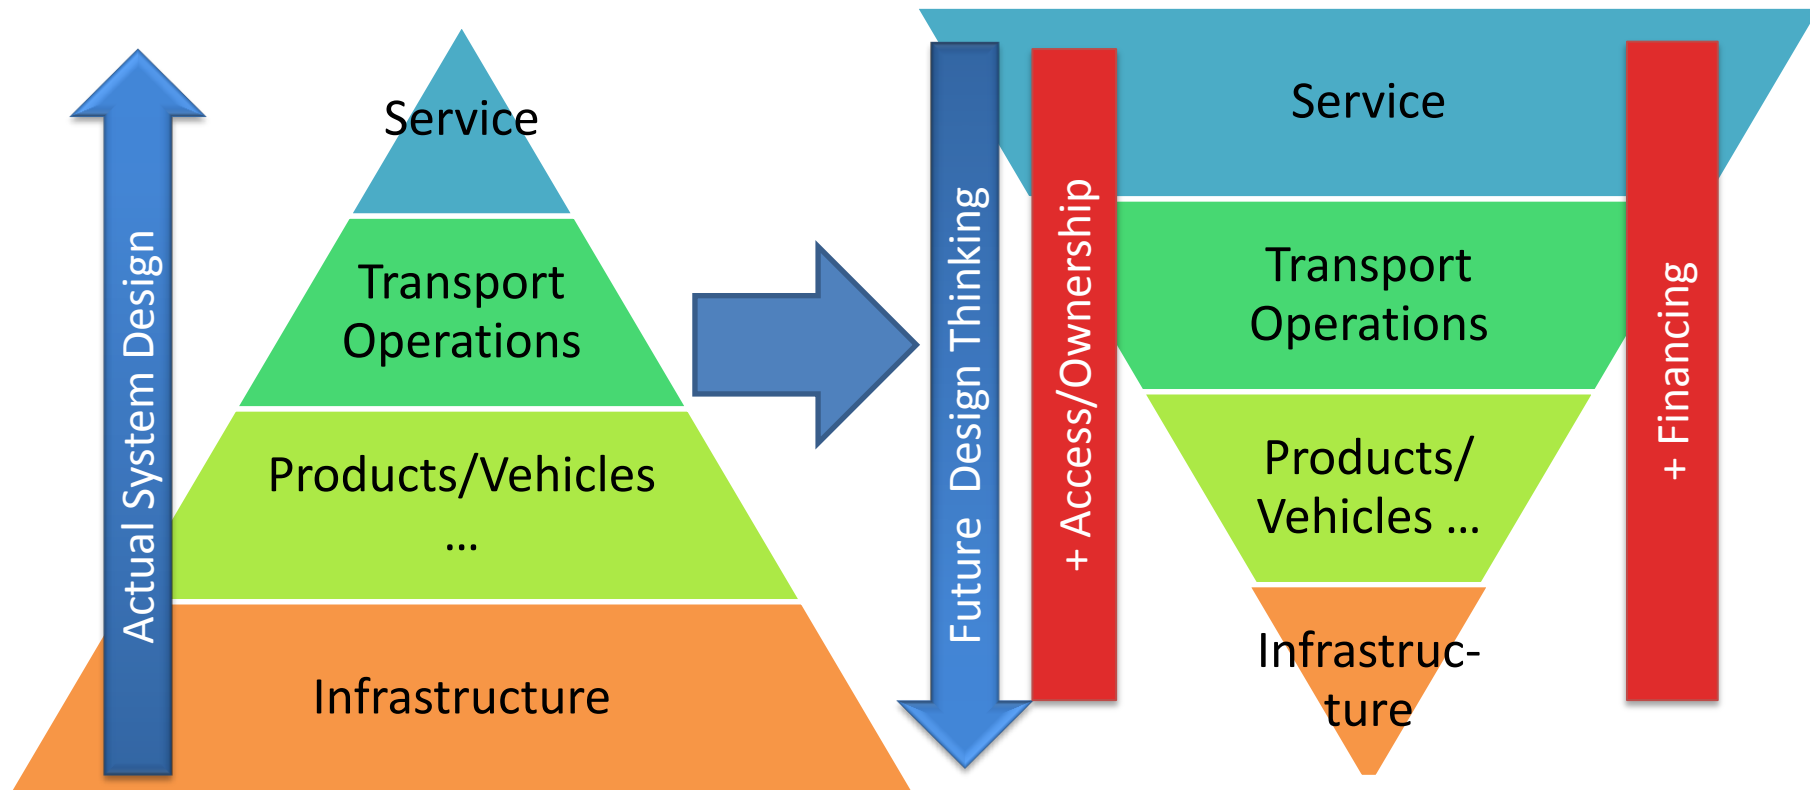 Actual System Design
Service
Transport
Operations
Products/Vehicles
...
Infrastructure
Future Design Thinking
+ Access/Ownership
Service
Transport
Operations
Products/
Vehicles ...
Infrastruc-
ture
+ Financing